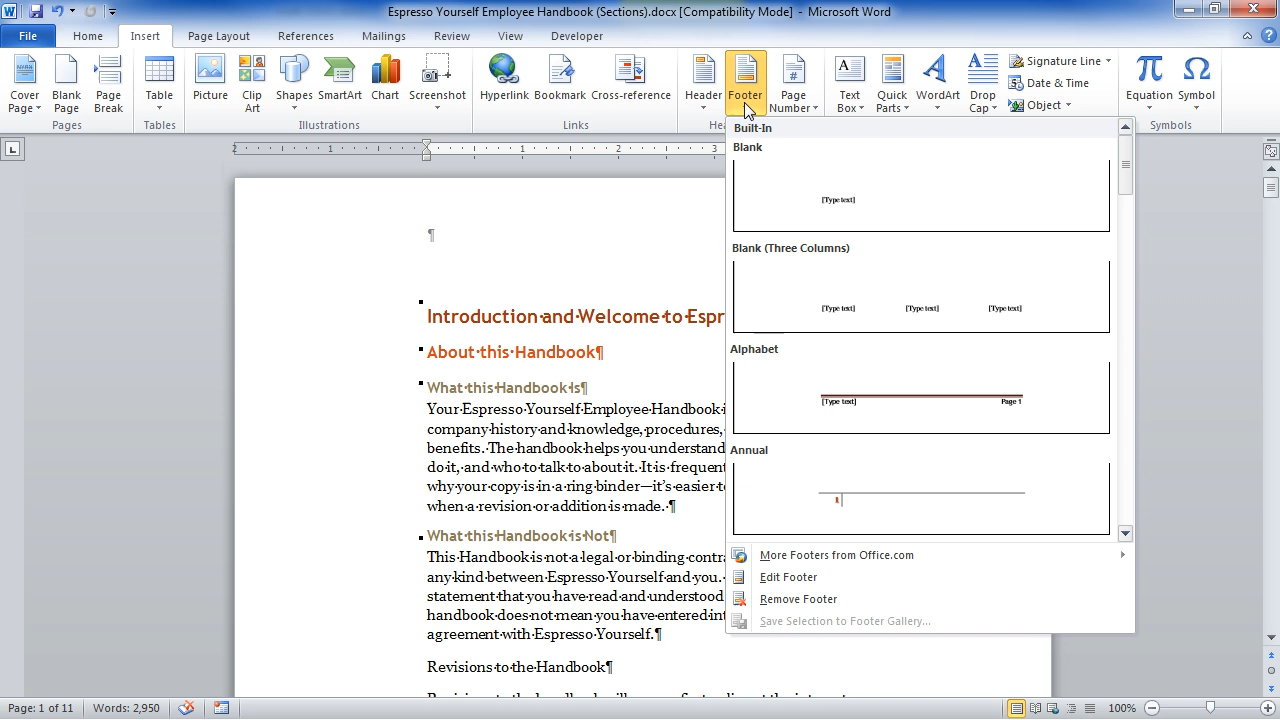 Espresso Yourself Employee Handbook (Sections).docx [Compatibility Mode] - Microsoft Word
File Home Insert Page Layout References Mailings Review View Developer
Cover Page
Blank Page
Page Break
Table
Picture
Clip Art
Shapes
SmartArt
Chart
Screenshot
Hyperlink
Bookmark
Cross-reference
Header
Footer
Page Number
Text Box
Quick Parts
WordArt
Drop Cap
Signature Line
Date & Time
Object
Equation
Symbol
Pages Tables Illustrations Links Hea Symbols
Built-In
Blank
[Type text]
Blank (Three Columns)
[Type text] [Type text] [Type text]
Alphabet
[Type text] Page 1
Annual
1
More Footers from Office.com
Edit Footer
Remove Footer
Save Selection to Footer Gallery...
2 1 1 2 3
¶
Introduction·and·Welcome·to·Espr
About·this·Handbook¶
What·this·Handbook·is¶
Your·Espresso·Yourself·Employee·Handbook·i
company·history·and·knowledge,·procedures,·
benefits.·The·handbook·helps·you·understand
do·it,·and·who·to·talk·to·about·it.·It·is·frequent
why·your·copy·is·in·a·ring·binder—it's·easier·to
when·a·revision·or·addition·is·made.·¶
What·this·Handbook·is·Not¶
This·Handbook·is·not·a·legal·or·binding·contra
any·kind·between·Espresso·Yourself·and·you.·
statement·that·you·have·read·and·understood
handbook·does·not·mean·you·have·entered·int
agreement·with·Espresso·Yourself.¶
Revisions·to·the·Handbook¶
Page: 1 of 11 Words: 2,950 100%